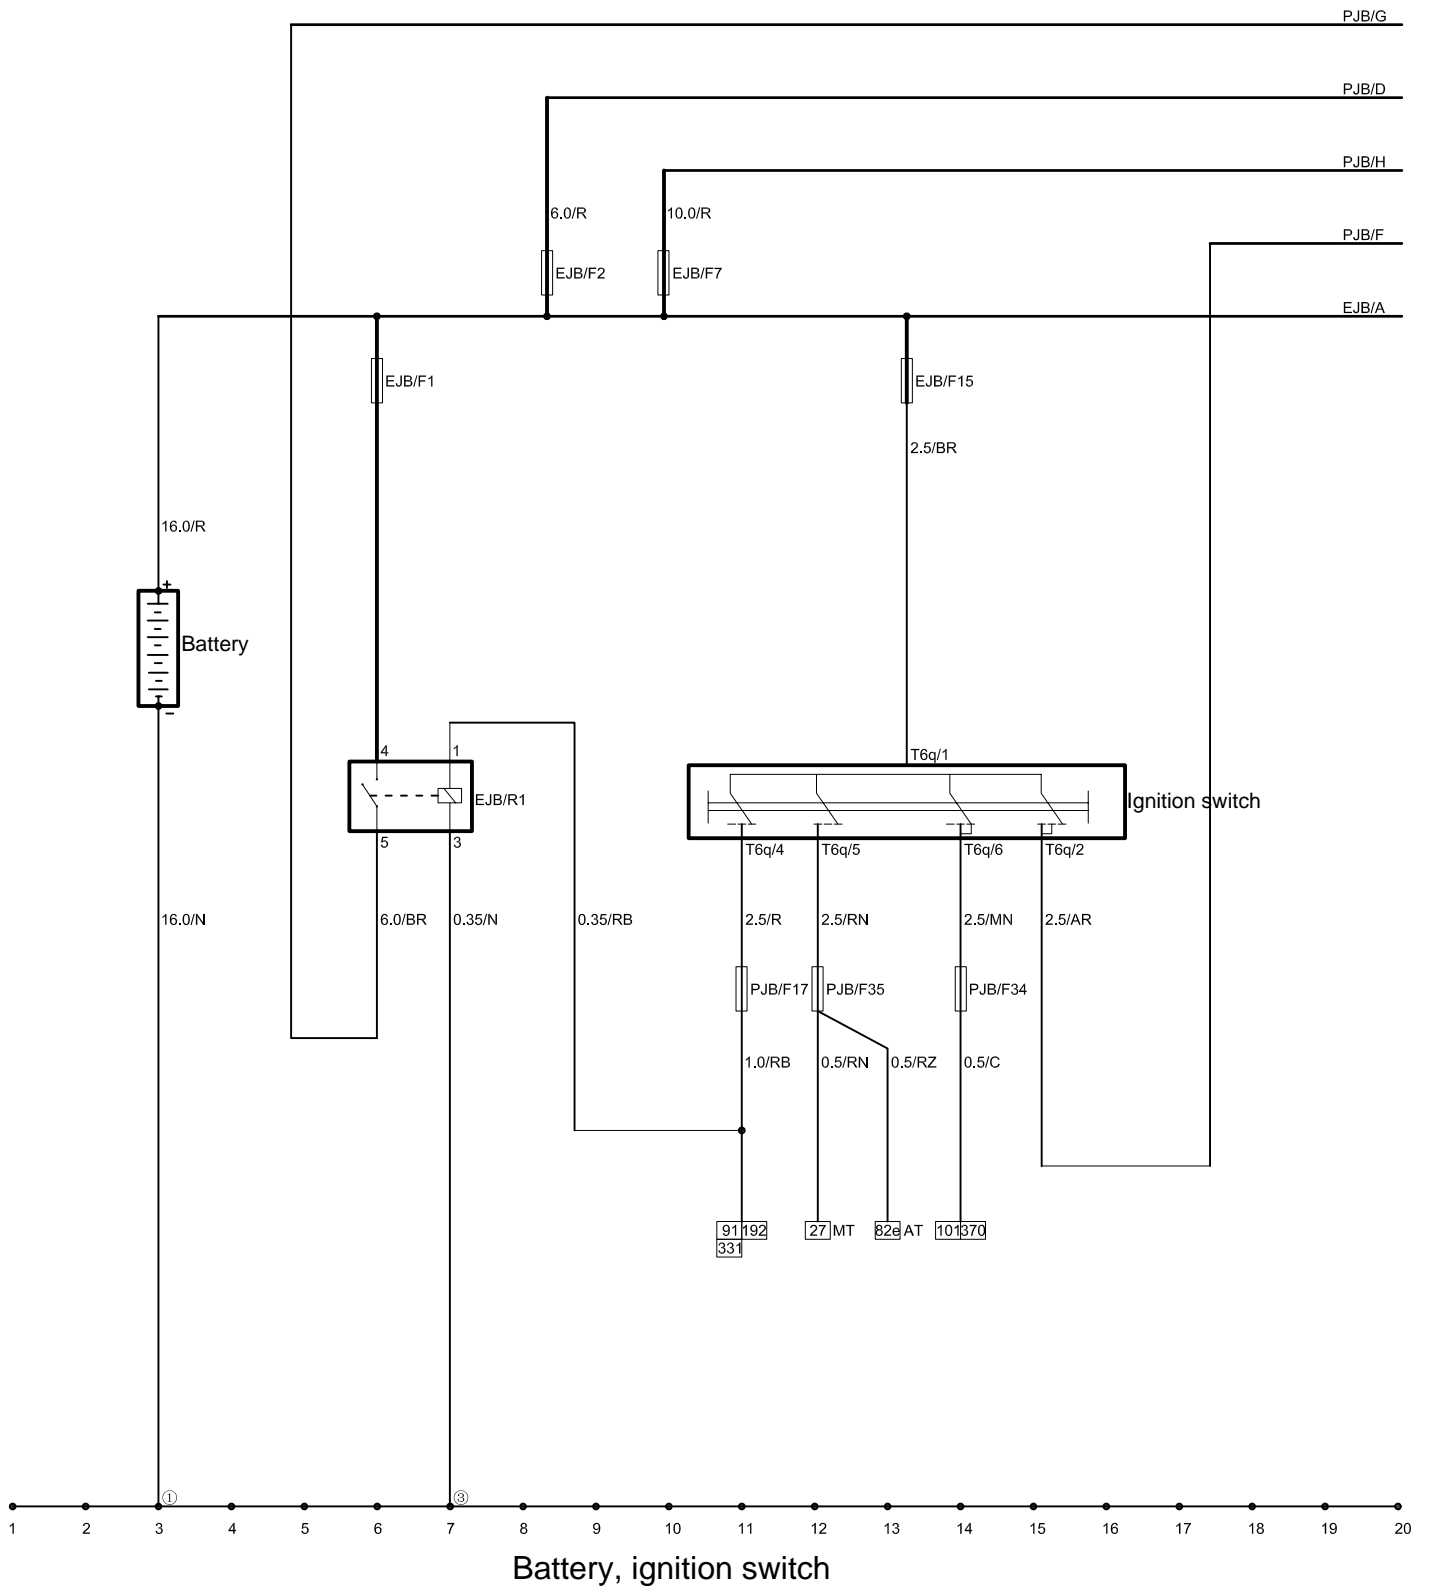 PJB/G
PJB/D
PJB/H
6.0/R 10.0/R
PJB/F
EJB/F2 EJB/F7
EJB/A
EJB/F1 EJB/F15
2.5/BR
16.0/R
+
Battery
–
4 1 T6q/1
EJB/R1 Ignition switch
5 3 T6q/4 T6q/5 T6q/6 T6q/2
16.0/N 6.0/BR 0.35/N 0.35/RB 2.5/R 2.5/RN 2.5/MN 2.5/AR
PJB/F17 PJB/F35 PJB/F34
1.0/RB 0.5/RN 0.5/RZ 0.5/C
91 192 27 MT 82e AT 101 370
331
① ③
1 2 3 4 5 6 7 8 9 10 11 12 13 14 15 16 17 18 19 20
Battery, ignition switch